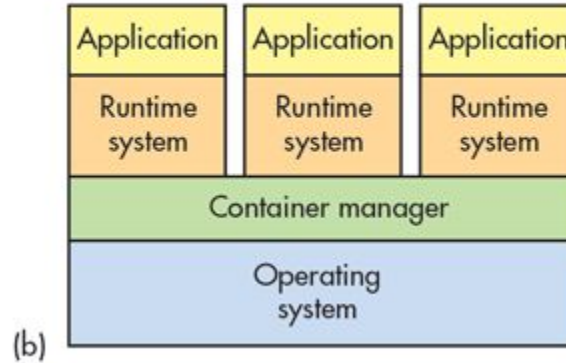 Application Application Application
Runtime system Runtime system Runtime system
Container manager
Operating
system
(b)